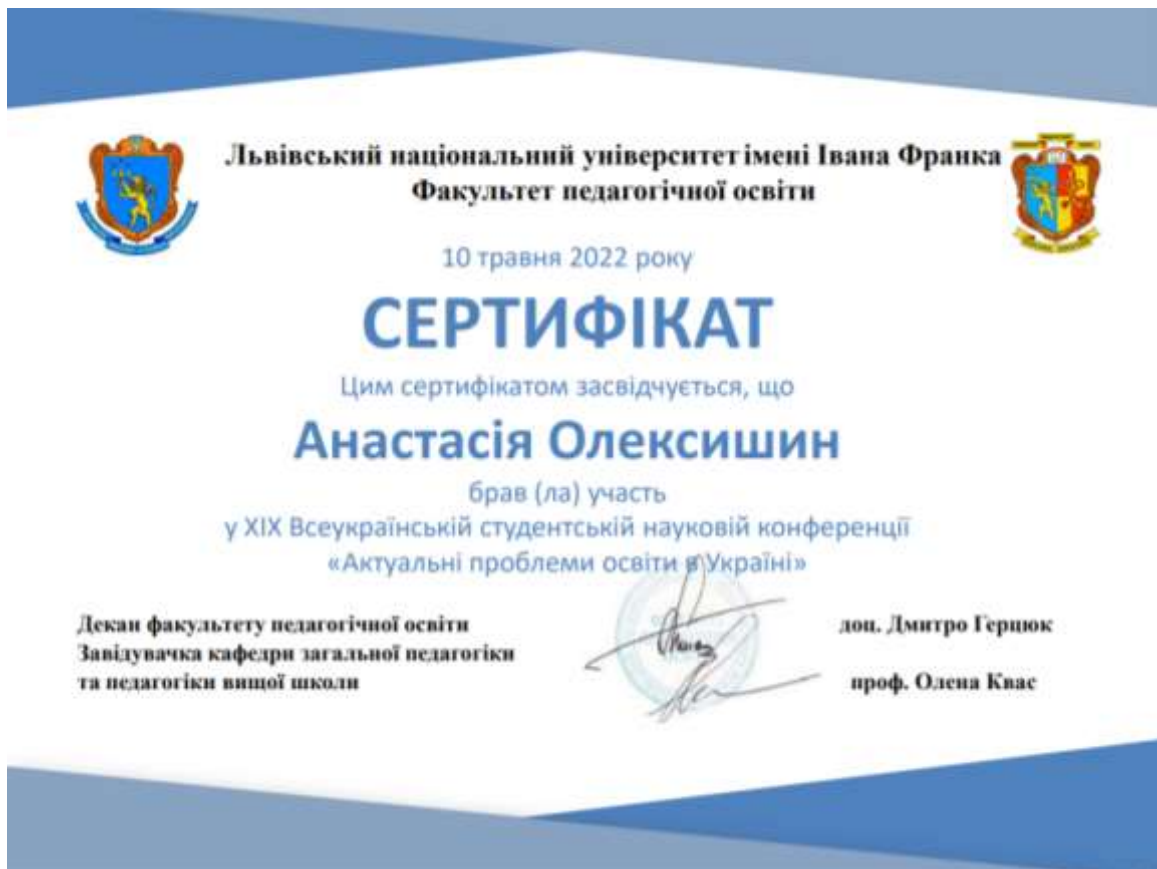 Львівський національний університет імені Івана Франка
Факультет педагогічної освіти
10 травня 2022 року
СЕРТИФІКАТ
Цим сертифікатом засвідчується, що
Анастасія Олексишин
брав (ла) участь
у XIX Всеукраїнській студентській науковій конференції
«Актуальні проблеми освіти в Україні»
Декан факультету педагогічної освіти
доц. Дмитро Герцюк
Завідувачка кафедри загальної педагогіки
та педагогіки вищої школи
проф. Олена Квас